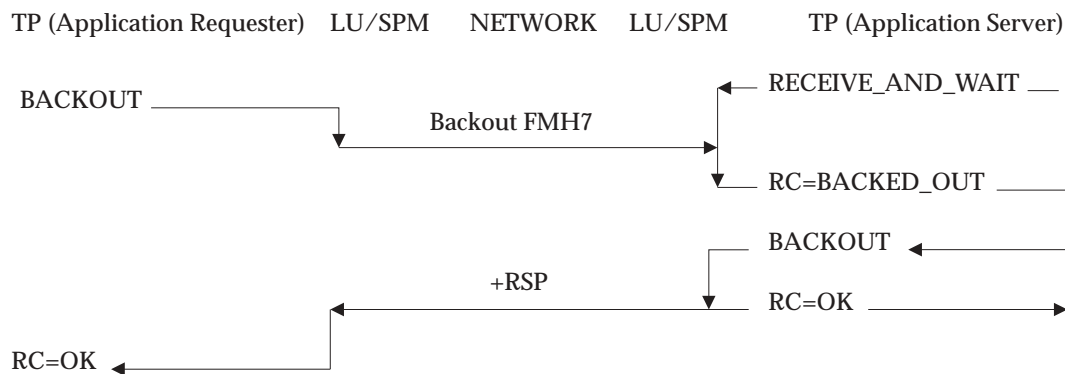 TP (Application Requester) LU/SPM NETWORK LU/SPM TP (Application Server)
RECEIVE_AND_WAIT
BACKOUT
Backout FMH7
RC=BACKED_OUT
BACKOUT
+RSP
RC=OK
RC=OK